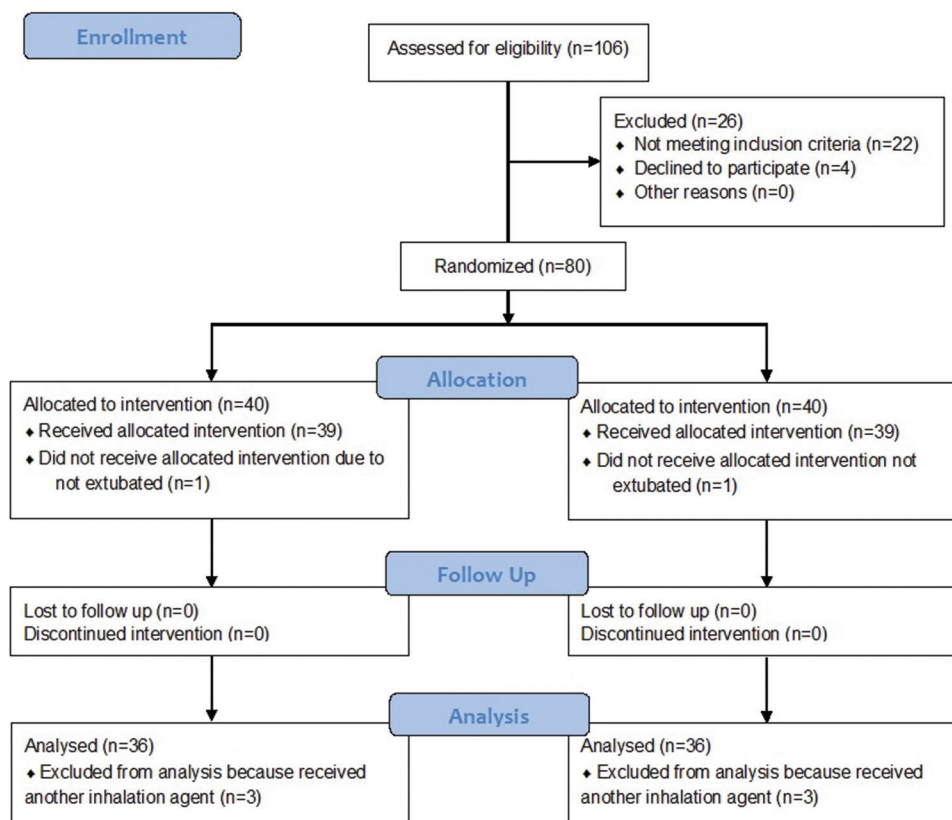 Enrollment
Assessed for eligibility (n=106)
Excluded (n=26)
♦ Not meeting inclusion criteria (n=22)
♦ Declined to participate (n=4)
♦ Other reasons (n=0)
Randomized (n=80)
Allocation
Allocated to intervention (n=40)
♦ Received allocated intervention (n=39)
♦ Did not receive allocated intervention due to
not extubated (n=1)
Allocated to intervention (n=40)
♦ Received allocated intervention (n=39)
♦ Did not receive allocated intervention not
extubated (n=1)
Follow Up
Lost to follow up (n=0)
Discontinued intervention (n=0)
Lost to follow up (n=0)
Discontinued intervention (n=0)
Analysis
Analysed (n=36)
♦ Excluded from analysis because received
another inhalation agent (n=3)
Analysed (n=36)
♦ Excluded from analysis because received
another inhalation agent (n=3)